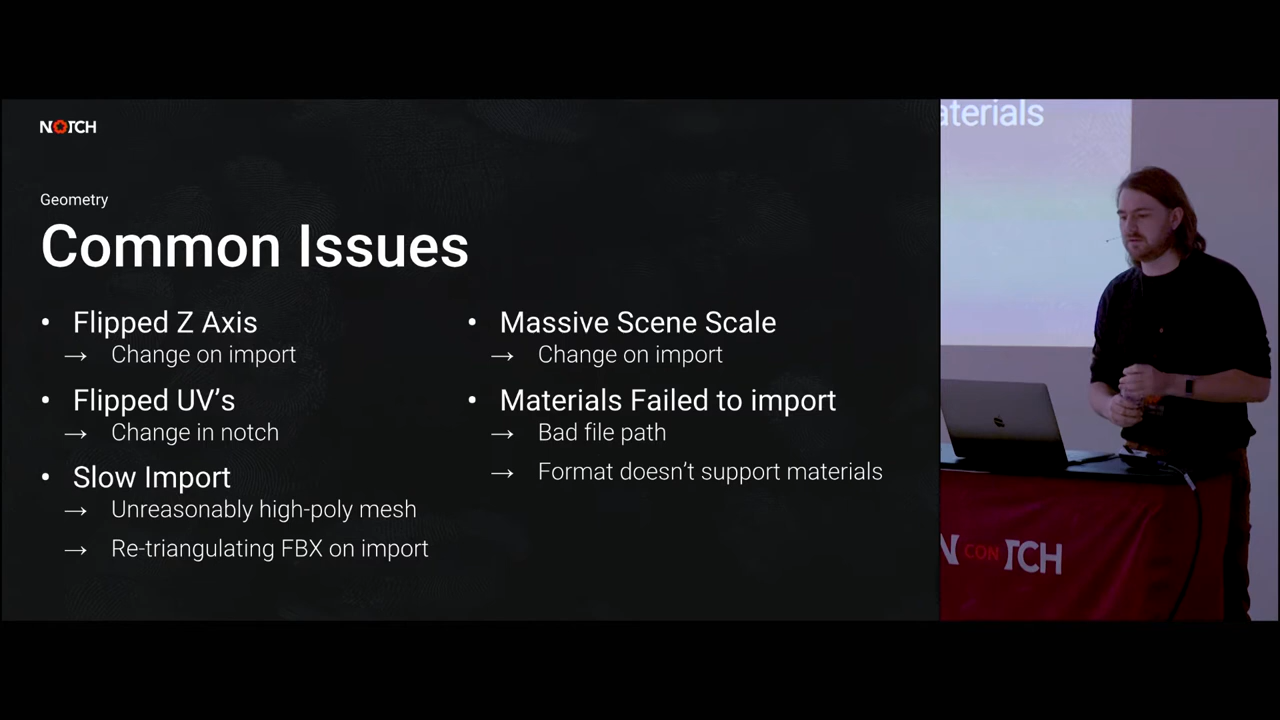 NOTCH
Geometry
Common Issues
• Flipped Z Axis
→ Change on import
• Flipped UV’s
→ Change in notch
• Slow Import
→ Unreasonably high-poly mesh
→ Re-triangulating FBX on import
• Massive Scene Scale
→ Change on import
• Materials Failed to import
→ Bad file path
→ Format doesn’t support materials
aterials
N CON TCH